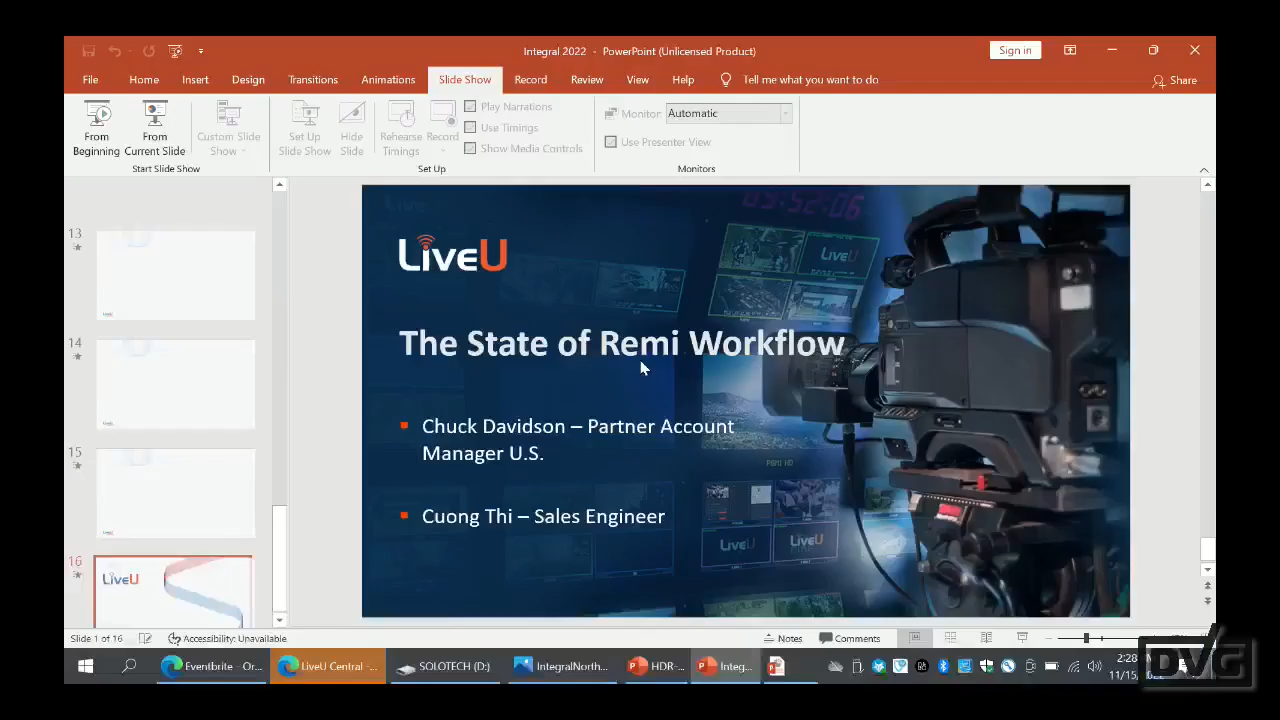 Integral 2022 - PowerPoint (Unlicensed Product)
Sign in
File Home Insert Design Transitions Animations Slide Show Record Review View Help Tell me what you want to do
Share
From Beginning
From Current Slide
Custom Slide Show
Set Up Slide Show
Hide Slide
Rehearse Timings
Record
Play Narrations
Use Timings
Show Media Controls
Monitor: Automatic
Use Presenter View
Start Slide Show
Set Up
Monitors
13
14
15
16
LiveU
LiveU
The State of Remi Workflow
Chuck Davidson – Partner Account
Manager U.S.
Cuong Thi – Sales Engineer
LiveU
LiveU
LiveU
Slide 1 of 16
Accessibility: Unavailable
Notes
Comments
Eventbrite - Or...
LiveU Central -...
SOLOTECH (D:)
IntegralNorth...
HDR-...
Integ...
2:28
11/15/
DVG